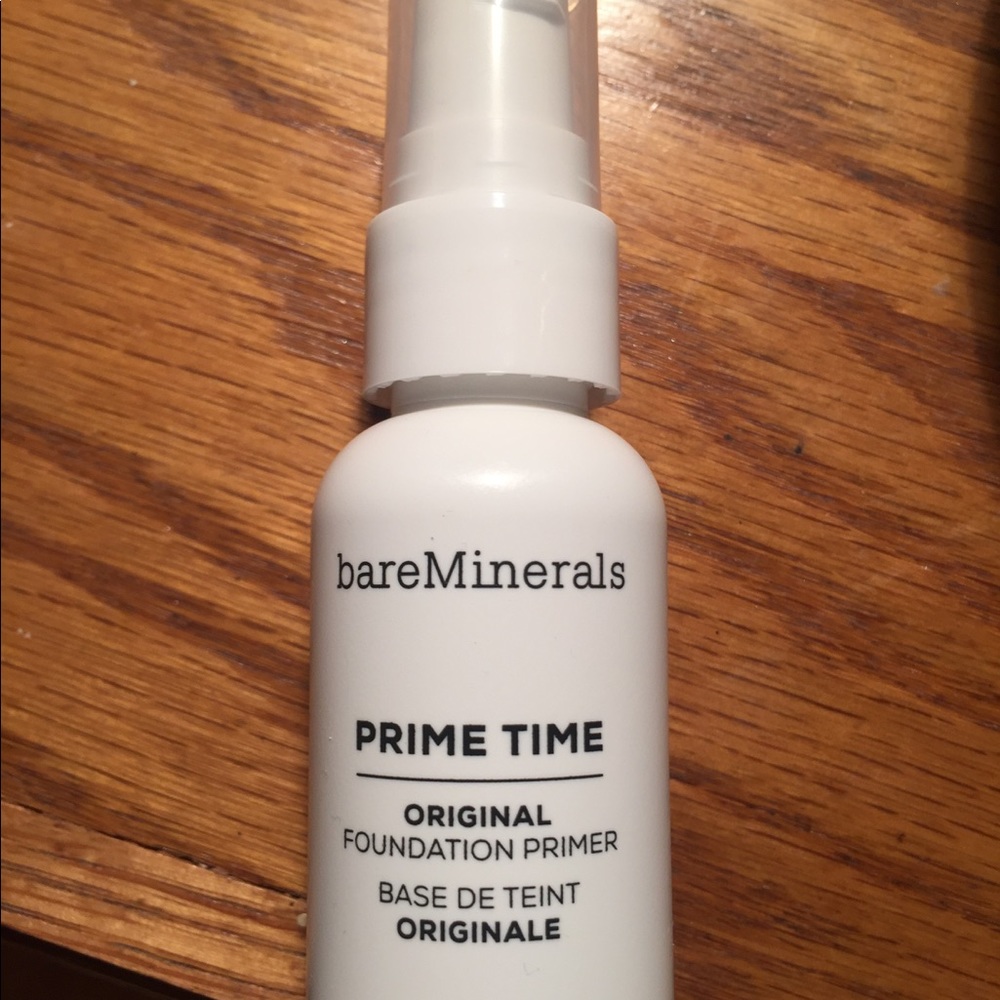 bareMinerals
PRIME TIME
ORIGINAL
FOUNDATION PRIMER
BASE DE TEINT
ORIGINALE